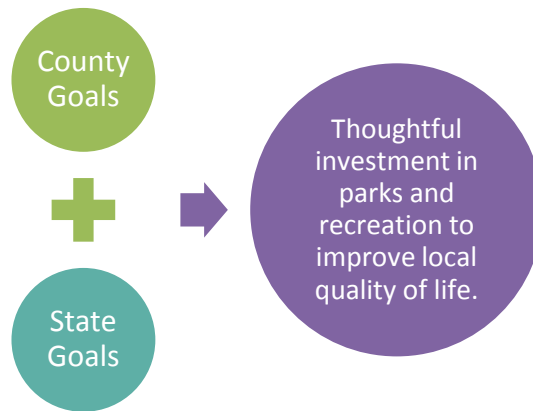 County
Goals
State
Goals
Thoughtful
investment in
parks and
recreation to
improve local
quality of life.